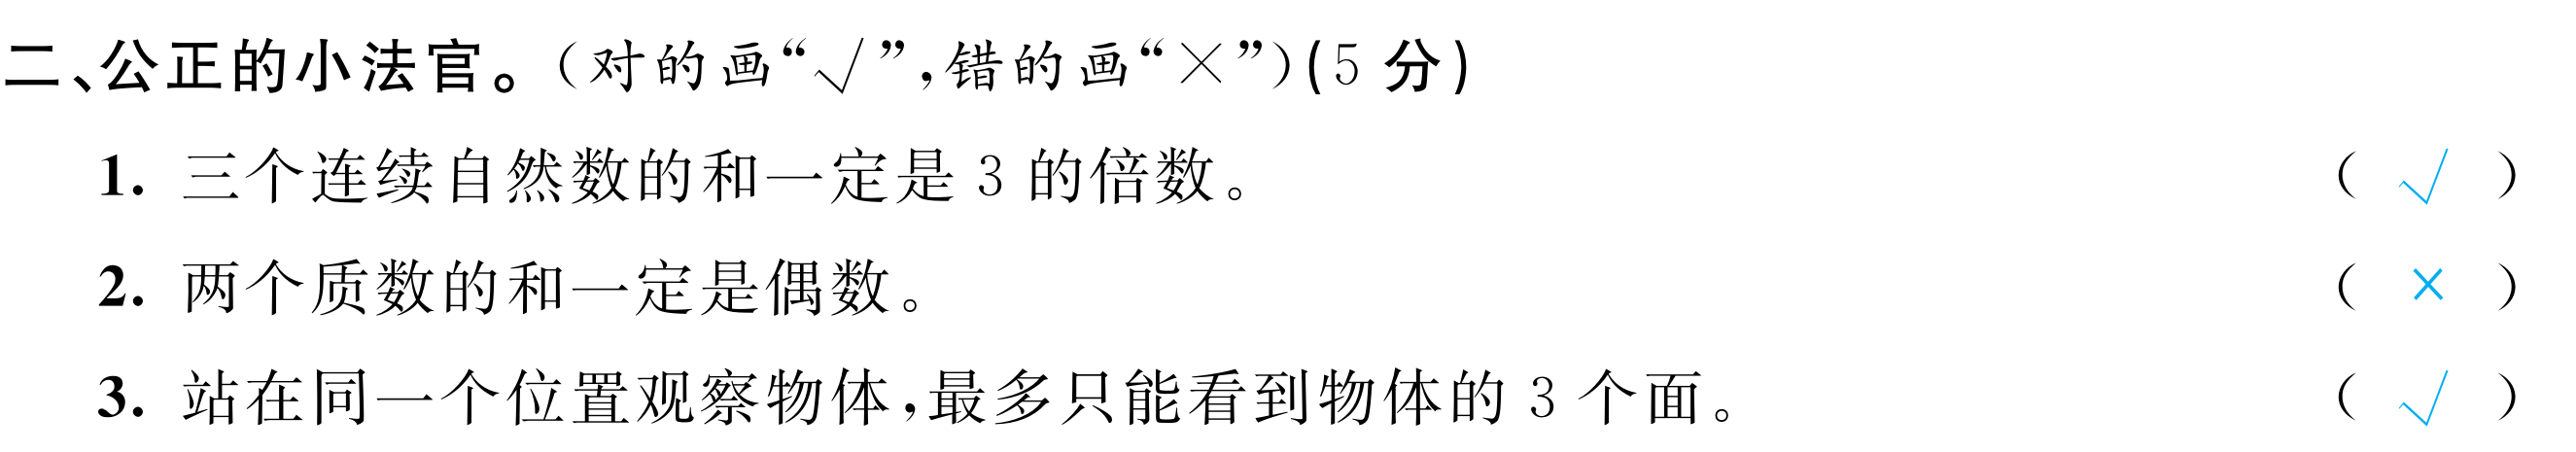 二、公正的小法官。(对的画“√”,错的画“×”)(5 分)
1. 三个连续自然数的和一定是 3 的倍数。 ( √ )
2. 两个质数的和一定是偶数。 ( × )
3. 站在同一个位置观察物体,最多只能看到物体的 3 个面。 ( √ )